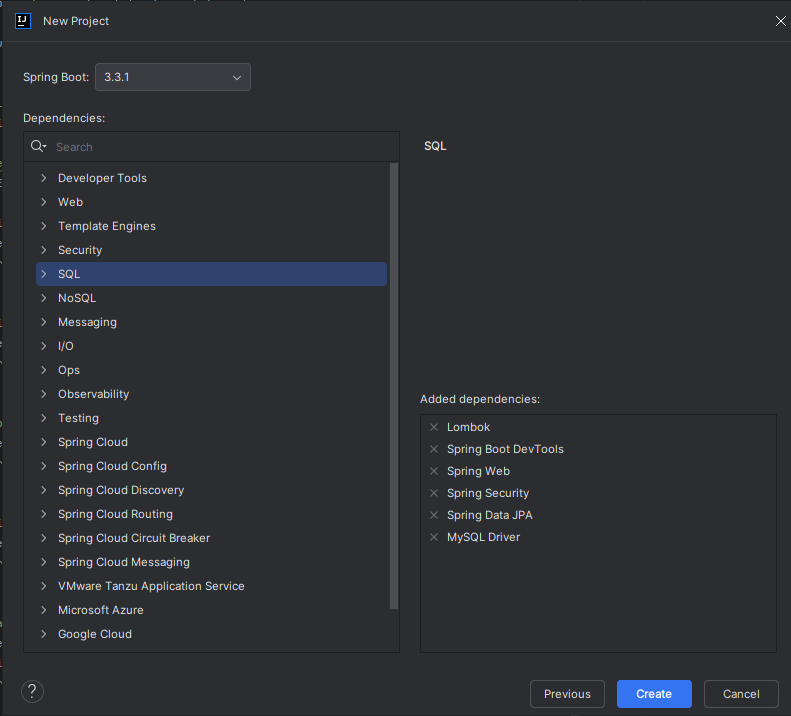 IJ
New Project
Spring Boot: 3.3.1
Dependencies:
Search
Developer Tools
Web
Template Engines
Security
SQL
NoSQL
Messaging
I/O
Ops
Observability
Testing
Spring Cloud
Spring Cloud Config
Spring Cloud Discovery
Spring Cloud Routing
Spring Cloud Circuit Breaker
Spring Cloud Messaging
VMware Tanzu Application Service
Microsoft Azure
Google Cloud
SQL
Added dependencies:
Lombok
Spring Boot DevTools
Spring Web
Spring Security
Spring Data JPA
MySQL Driver
?
Previous
Create
Cancel